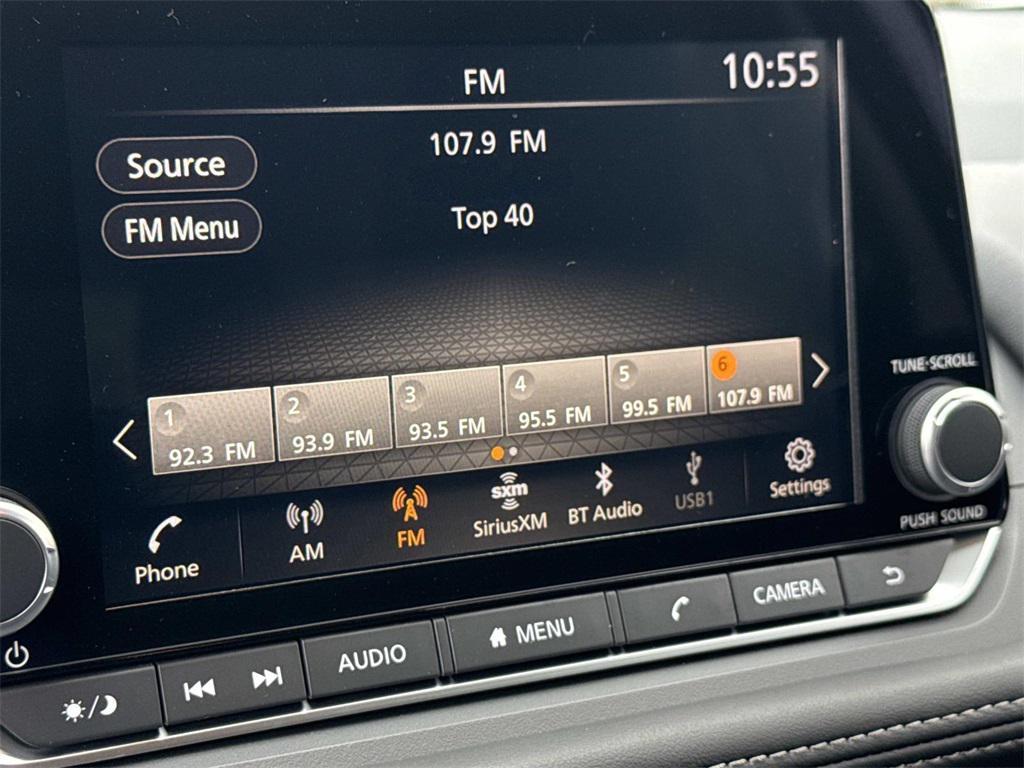 FM
10:55
Source
107.9 FM
FM Menu
Top 40
1
92.3 FM
2
93.9 FM
3
93.5 FM
4
95.5 FM
5
99.5 FM
6
107.9 FM
Phone
AM
FM
sxm
SiriusXM
BT Audio
USB1
Settings
TUNE·SCROLL
PUSH SOUND
AUDIO
MENU
CAMERA